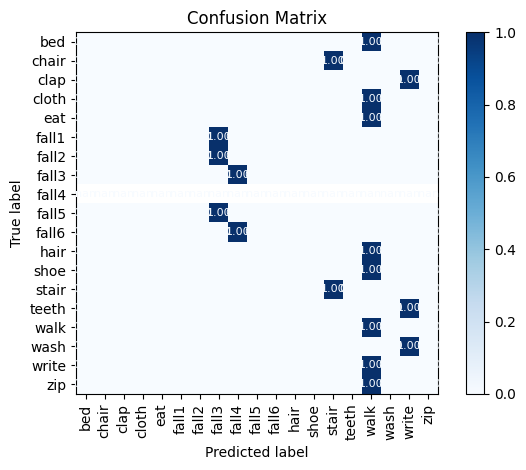 Confusion Matrix
bed 1.00
chair 1.00
clap 1.00
cloth 1.00
eat 1.00
fall1 1.00
fall2 1.00
fall3 1.00
fall4
fall5 1.00
fall6 1.00
hair 1.00
shoe 1.00
stair 1.00
teeth 1.00
walk 1.00
wash 1.00
write 1.00
zip 1.00
True label
bed chair clap cloth eat fall1 fall2 fall3 fall4 fall5 fall6 hair shoe stair teeth walk wash write zip
Predicted label
1.0
0.8
0.6
0.4
0.2
0.0